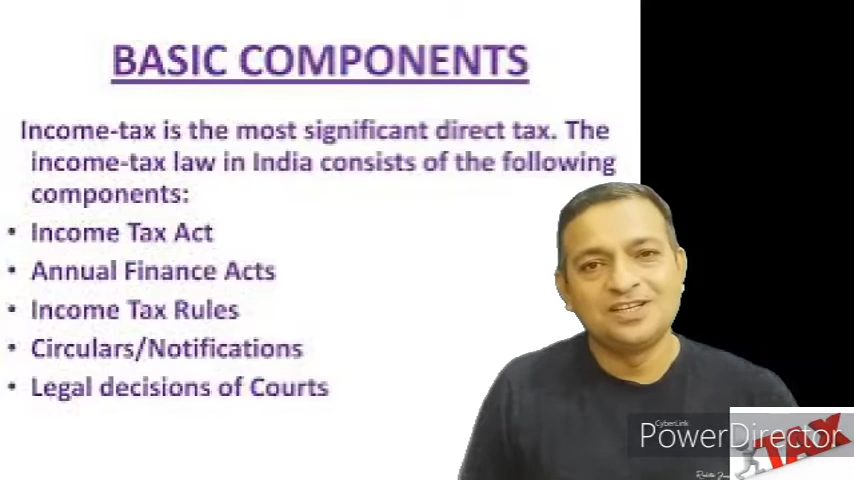 BASIC COMPONENTS
Income-tax is the most significant direct tax. The
income-tax law in India consists of the following
components:
• Income Tax Act
• Annual Finance Acts
• Income Tax Rules
• Circulars/Notifications
• Legal decisions of Courts
CyberLink
PowerDirector
TAX